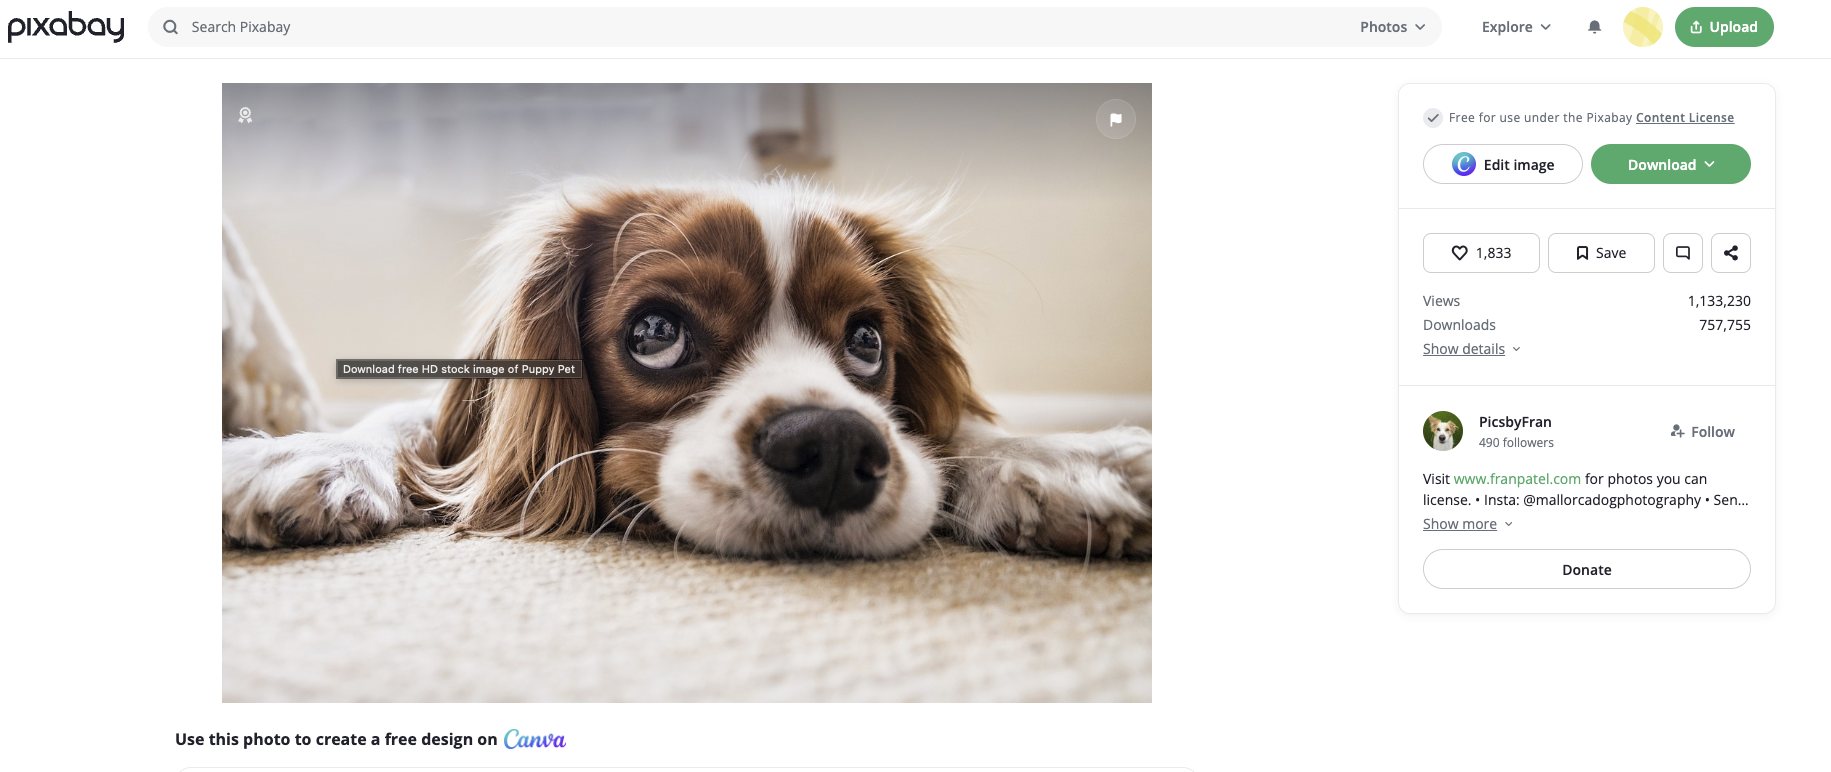 pixabay
Search Pixabay
Photos
Explore
Upload
Free for use under the Pixabay Content License
Edit image
Download
1,833
Save
Views 1,133,230
Downloads 757,755
Show details
Download free HD stock image of Puppy Pet
PicsbyFran
490 followers
Follow
Visit www.franpatel.com for photos you can
license. • Insta: @mallorcadogphotography • Sen...
Show more
Donate
Use this photo to create a free design on Canva